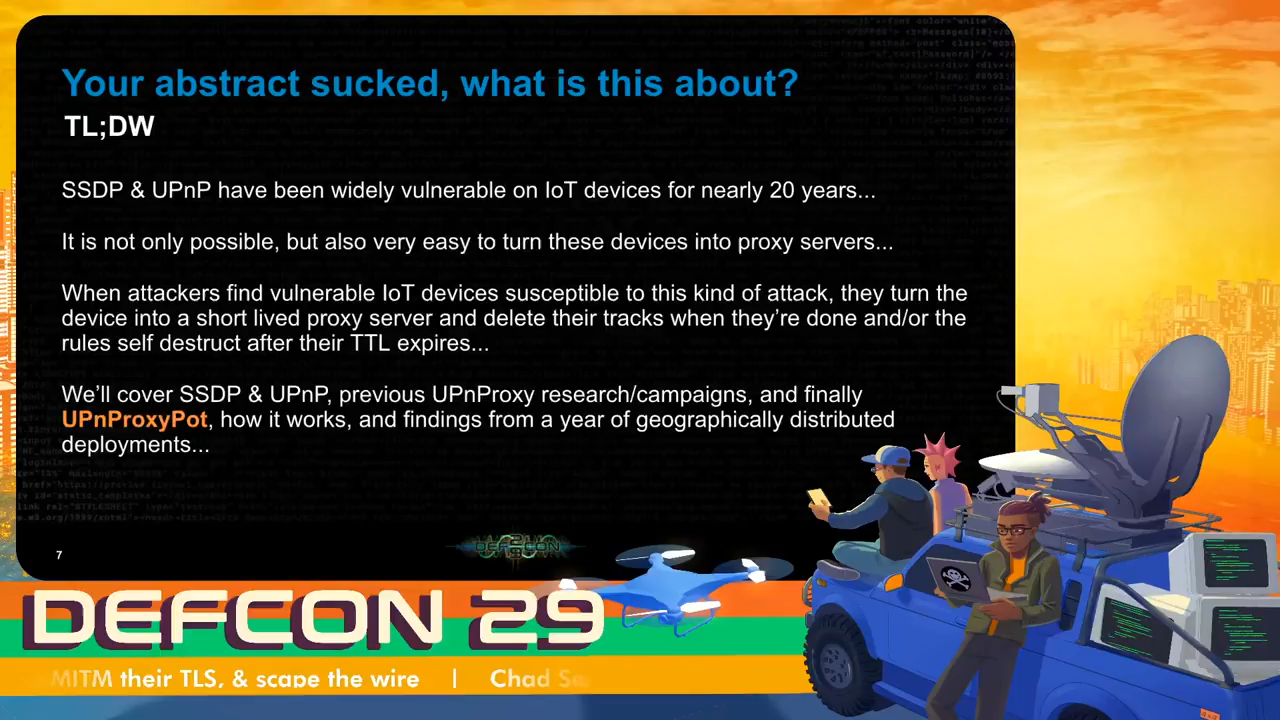 Your abstract sucked, what is this about?
TL;DW
SSDP & UPnP have been widely vulnerable on IoT devices for nearly 20 years...
It is not only possible, but also very easy to turn these devices into proxy servers...
When attackers find vulnerable IoT devices susceptible to this kind of attack, they turn the
device into a short lived proxy server and delete their tracks when they’re done and/or the
rules self destruct after their TTL expires...
We’ll cover SSDP & UPnP, previous UPnProxy research/campaigns, and finally
UPnProxyPot, how it works, and findings from a year of geographically distributed
deployments...
7
DEFCON 29
MITM their TLS, & scape the wire | Chad